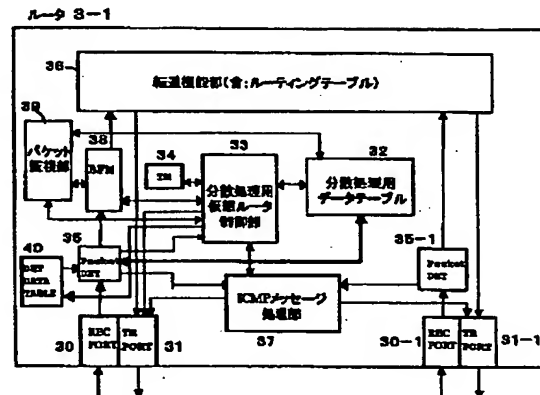 ルータ 3-1
36
転送機能部(含:ルーティングテーブル)
39
パケット
監視部
38
BFM
34
TM
33
分散処理用
仮想ルータ
制御部
32
分散処理用
データテーブル
40
DET
DATA
TABLE
35
Packet
DET
35-1
Packet
DET
ICMPメッセージ
処理部
37
30
REC
PORT
TR
PORT
31
30-1
REC
PORT
TR
PORT
31-1